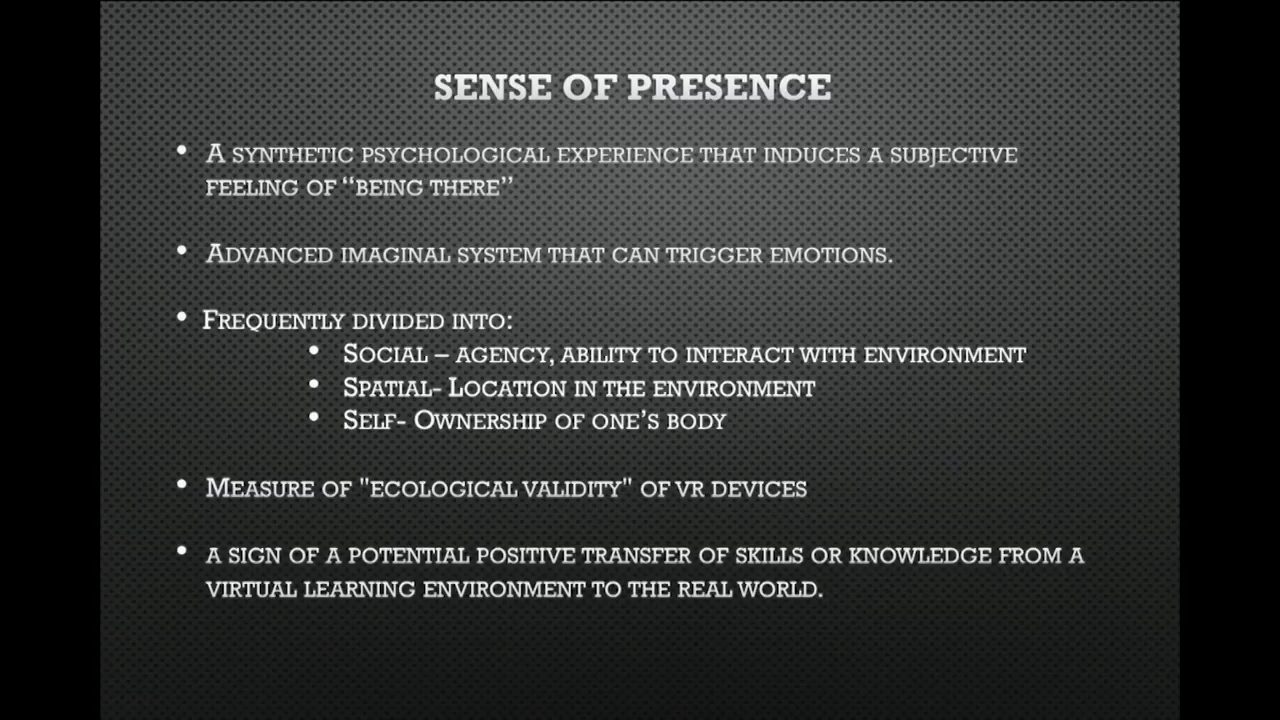 SENSE OF PRESENCE
• A SYNTHETIC PSYCHOLOGICAL EXPERIENCE THAT INDUCES A SUBJECTIVE
FEELING OF “BEING THERE”
• ADVANCED IMAGINAL SYSTEM THAT CAN TRIGGER EMOTIONS.
• FREQUENTLY DIVIDED INTO:
• SOCIAL – AGENCY, ABILITY TO INTERACT WITH ENVIRONMENT
• SPATIAL- LOCATION IN THE ENVIRONMENT
• SELF- OWNERSHIP OF ONE’S BODY
• MEASURE OF "ECOLOGICAL VALIDITY" OF VR DEVICES
• A SIGN OF A POTENTIAL POSITIVE TRANSFER OF SKILLS OR KNOWLEDGE FROM A
VIRTUAL LEARNING ENVIRONMENT TO THE REAL WORLD.